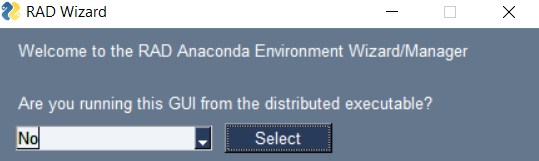 RAD Wizard
Welcome to the RAD Anaconda Environment Wizard/Manager
Are you running this GUI from the distributed executable?
No
Select